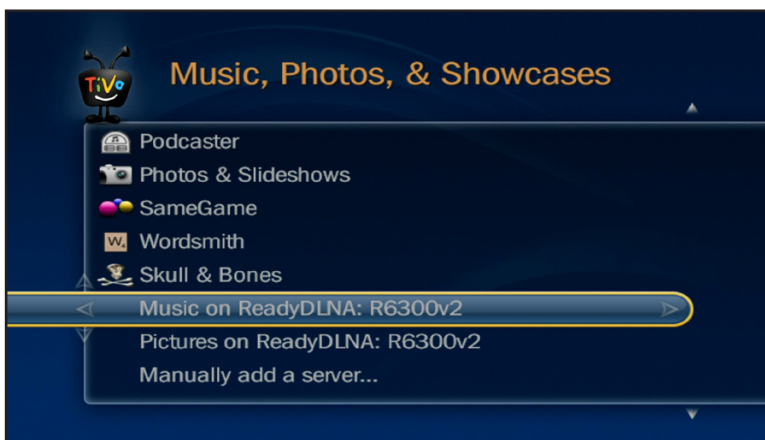 TiVo
Music, Photos, & Showcases
Podcaster
Photos & Slideshows
SameGame
W4
Wordsmith
Skull & Bones
Music on ReadyDLNA: R6300v2
Pictures on ReadyDLNA: R6300v2
Manually add a server...